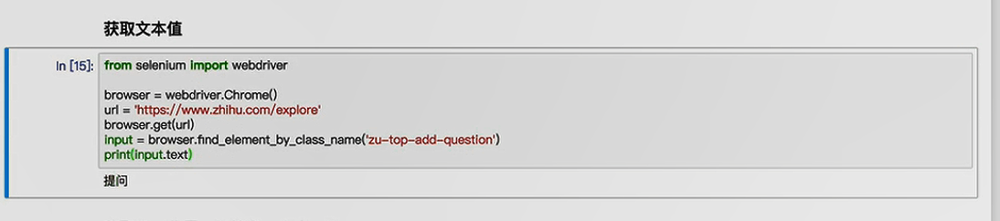 获取文本值
In [15]: from selenium import webdriver
browser = webdriver.Chrome()
url = 'https://www.zhihu.com/explore'
browser.get(url)
input = browser.find_element_by_class_name('zu-top-add-question')
print(input.text)
提问